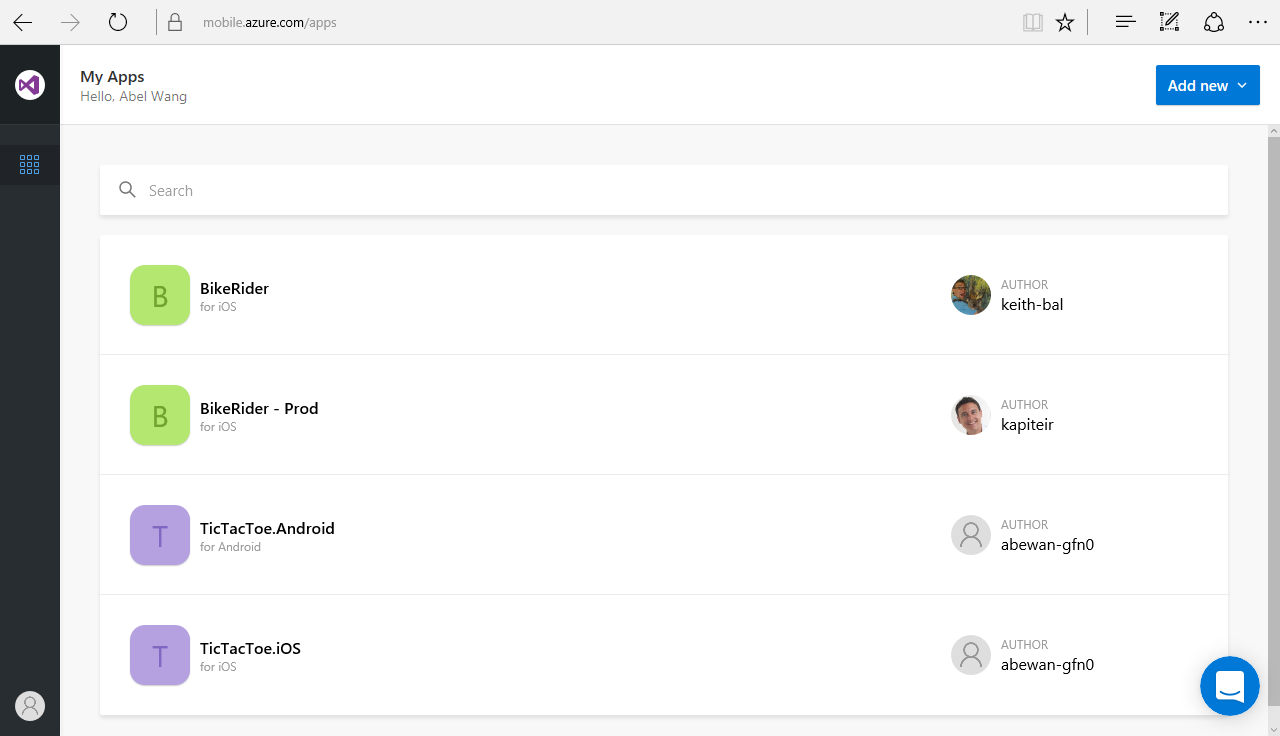 mobile.azure.com/apps
My Apps
Hello, Abel Wang
Add new
Search
B
BikeRider
for iOS
AUTHOR
keith-bal
B
BikeRider - Prod
for iOS
AUTHOR
kapiteir
T
TicTacToe.Android
for Android
AUTHOR
abewan-gfn0
T
TicTacToe.iOS
for iOS
AUTHOR
abewan-gfn0